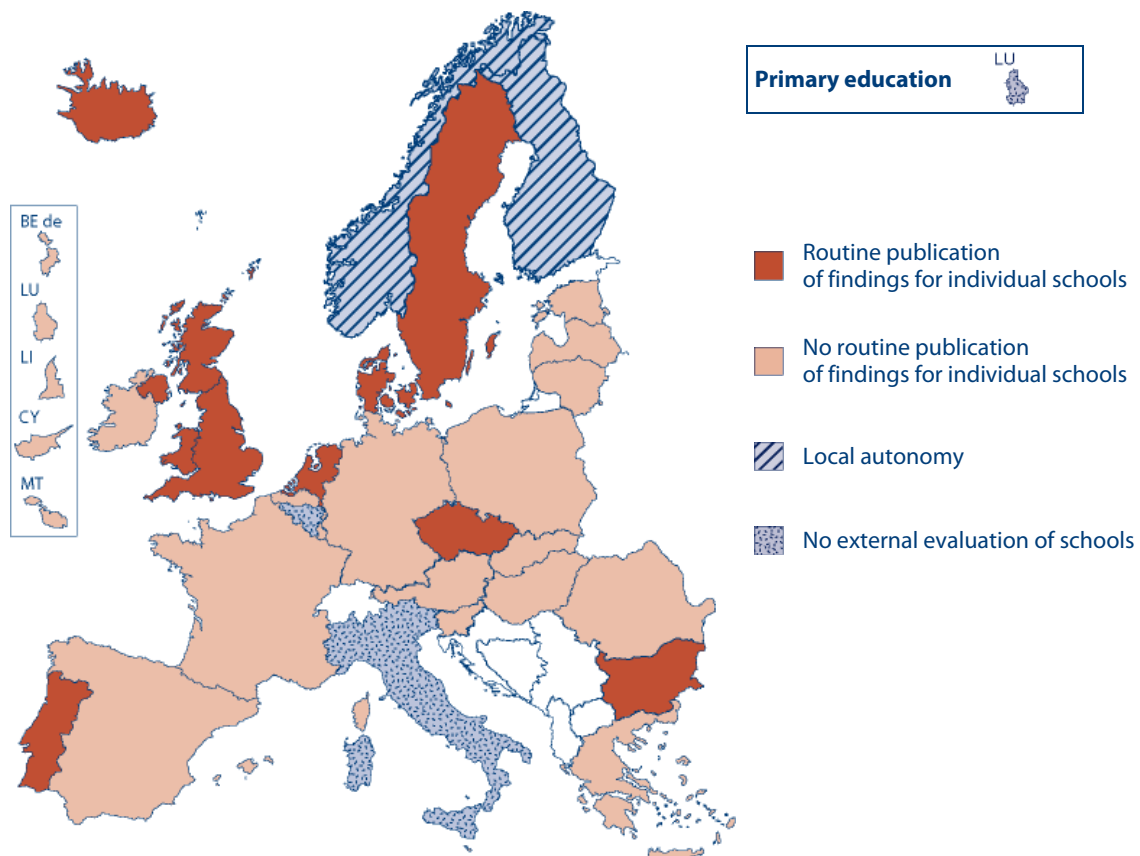 LU
Primary education
BE de
LU
LI
CY
MT
Routine publication
of findings for individual schools
No routine publication
of findings for individual schools
Local autonomy
No external evaluation of schools